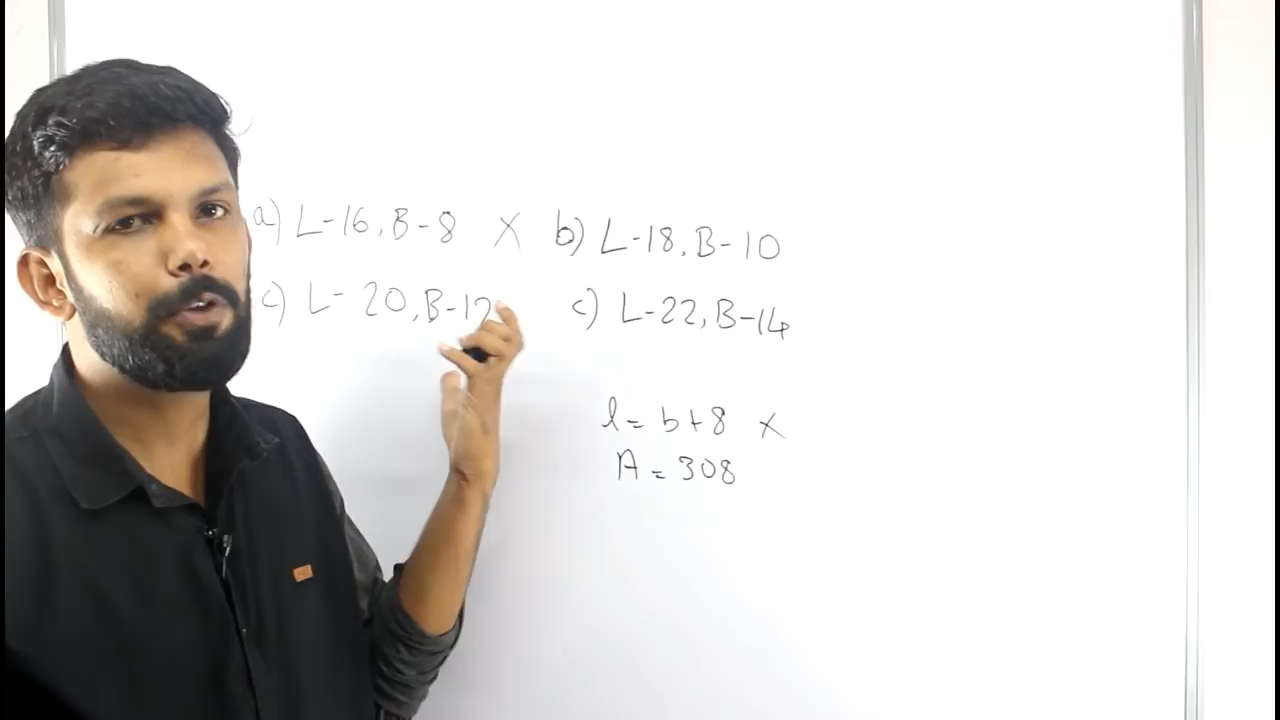 a) L-16, B-8 X b) L-18, B-10
c) L- 20, B-12 c) L-22, B-14
l = b+8 X
A = 308